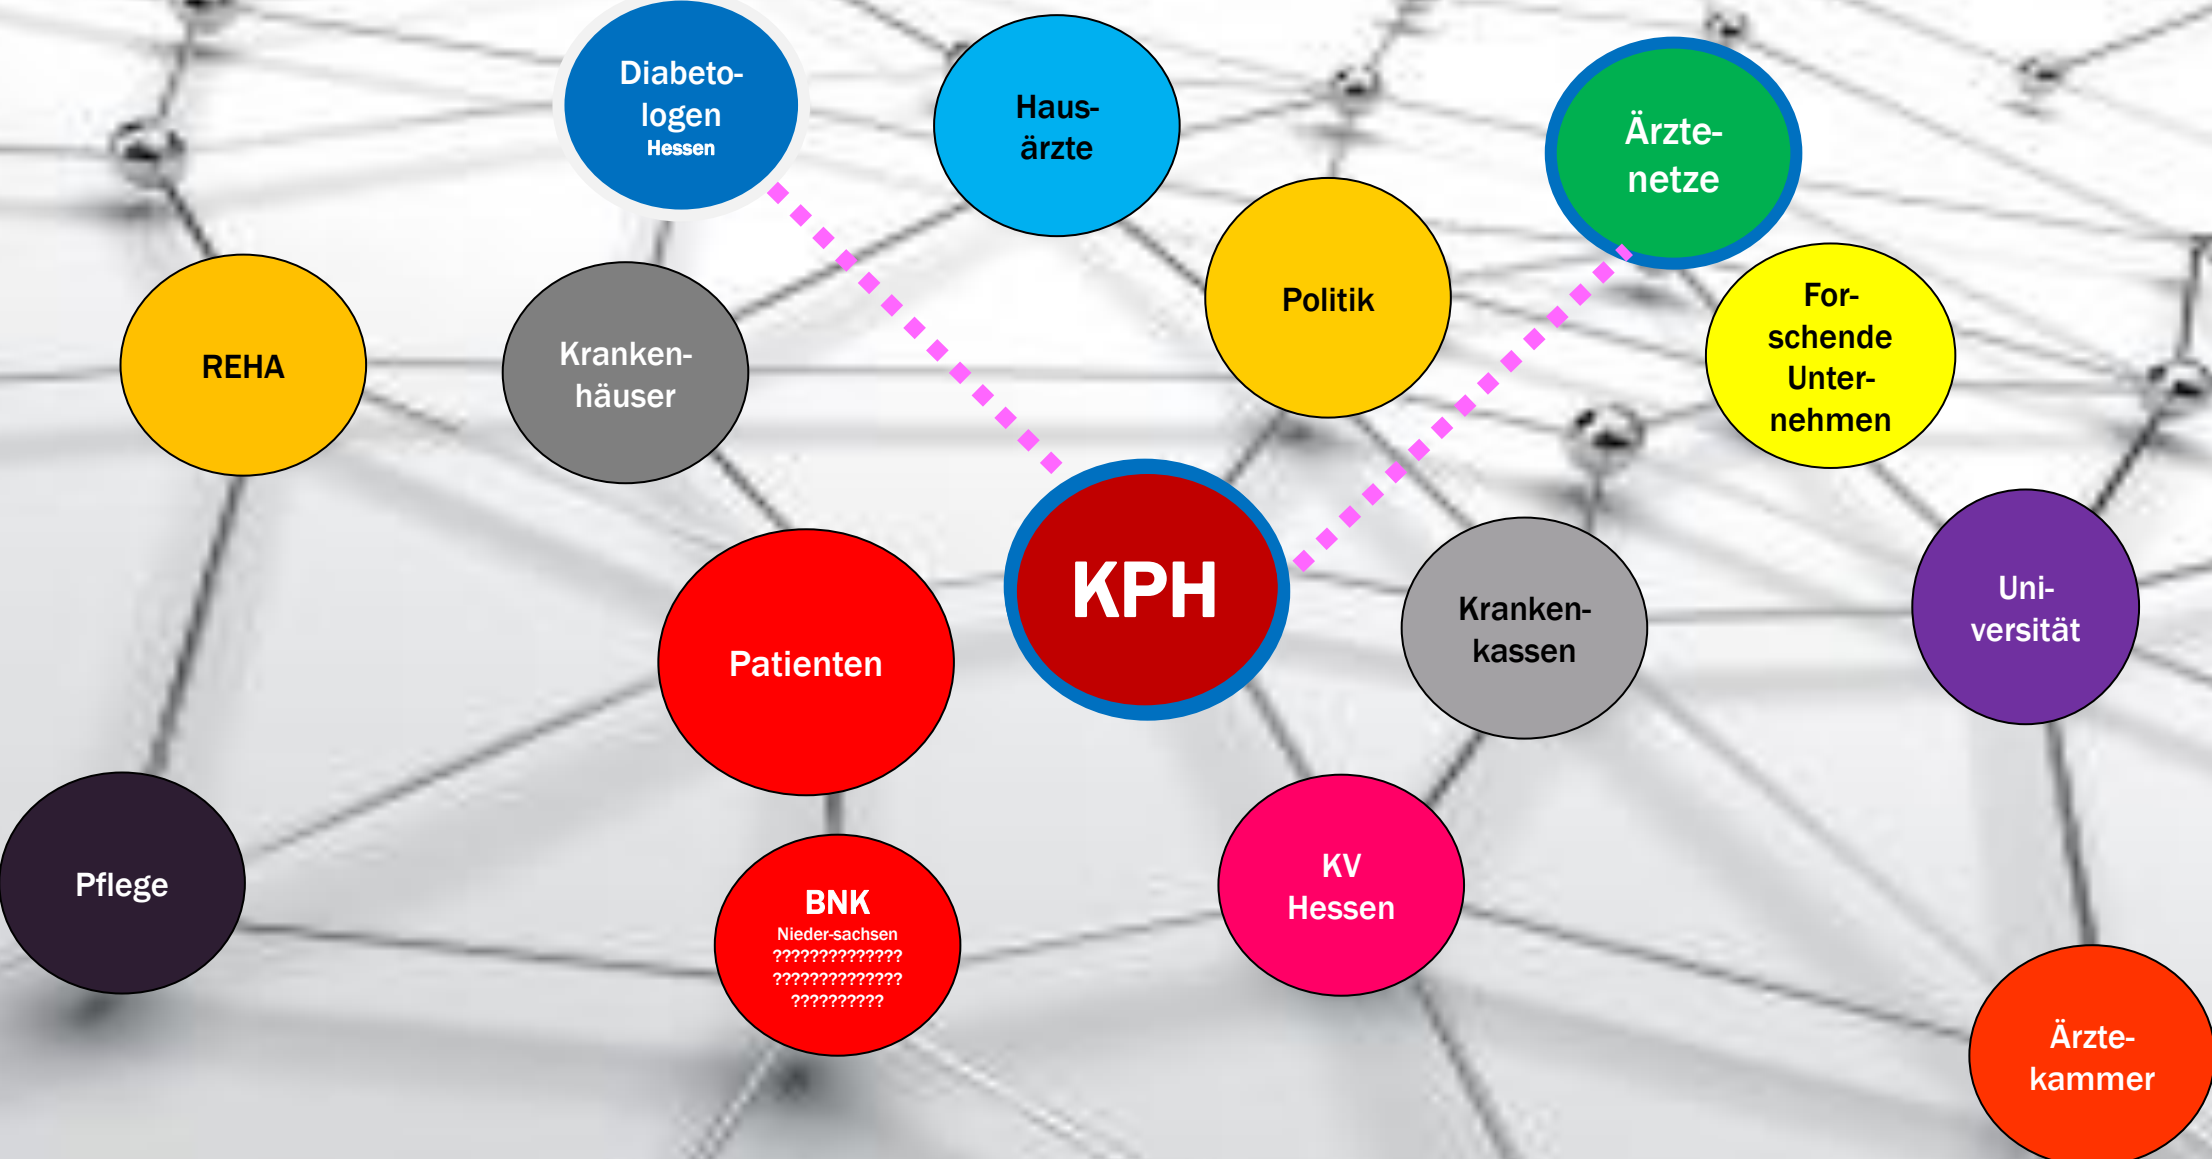 Diabeto-
logen
Hessen
Haus-
ärzte
Ärzte-
netze
Politik
For-
schende
Unter-
nehmen
REHA
Kranken-
häuser
KPH
Kranken-
kassen
Uni-
versität
Patienten
Pflege
BNK
Nieder-sachsen
??????????????
??????????????
??????????
KV
Hessen
Ärzte-
kammer